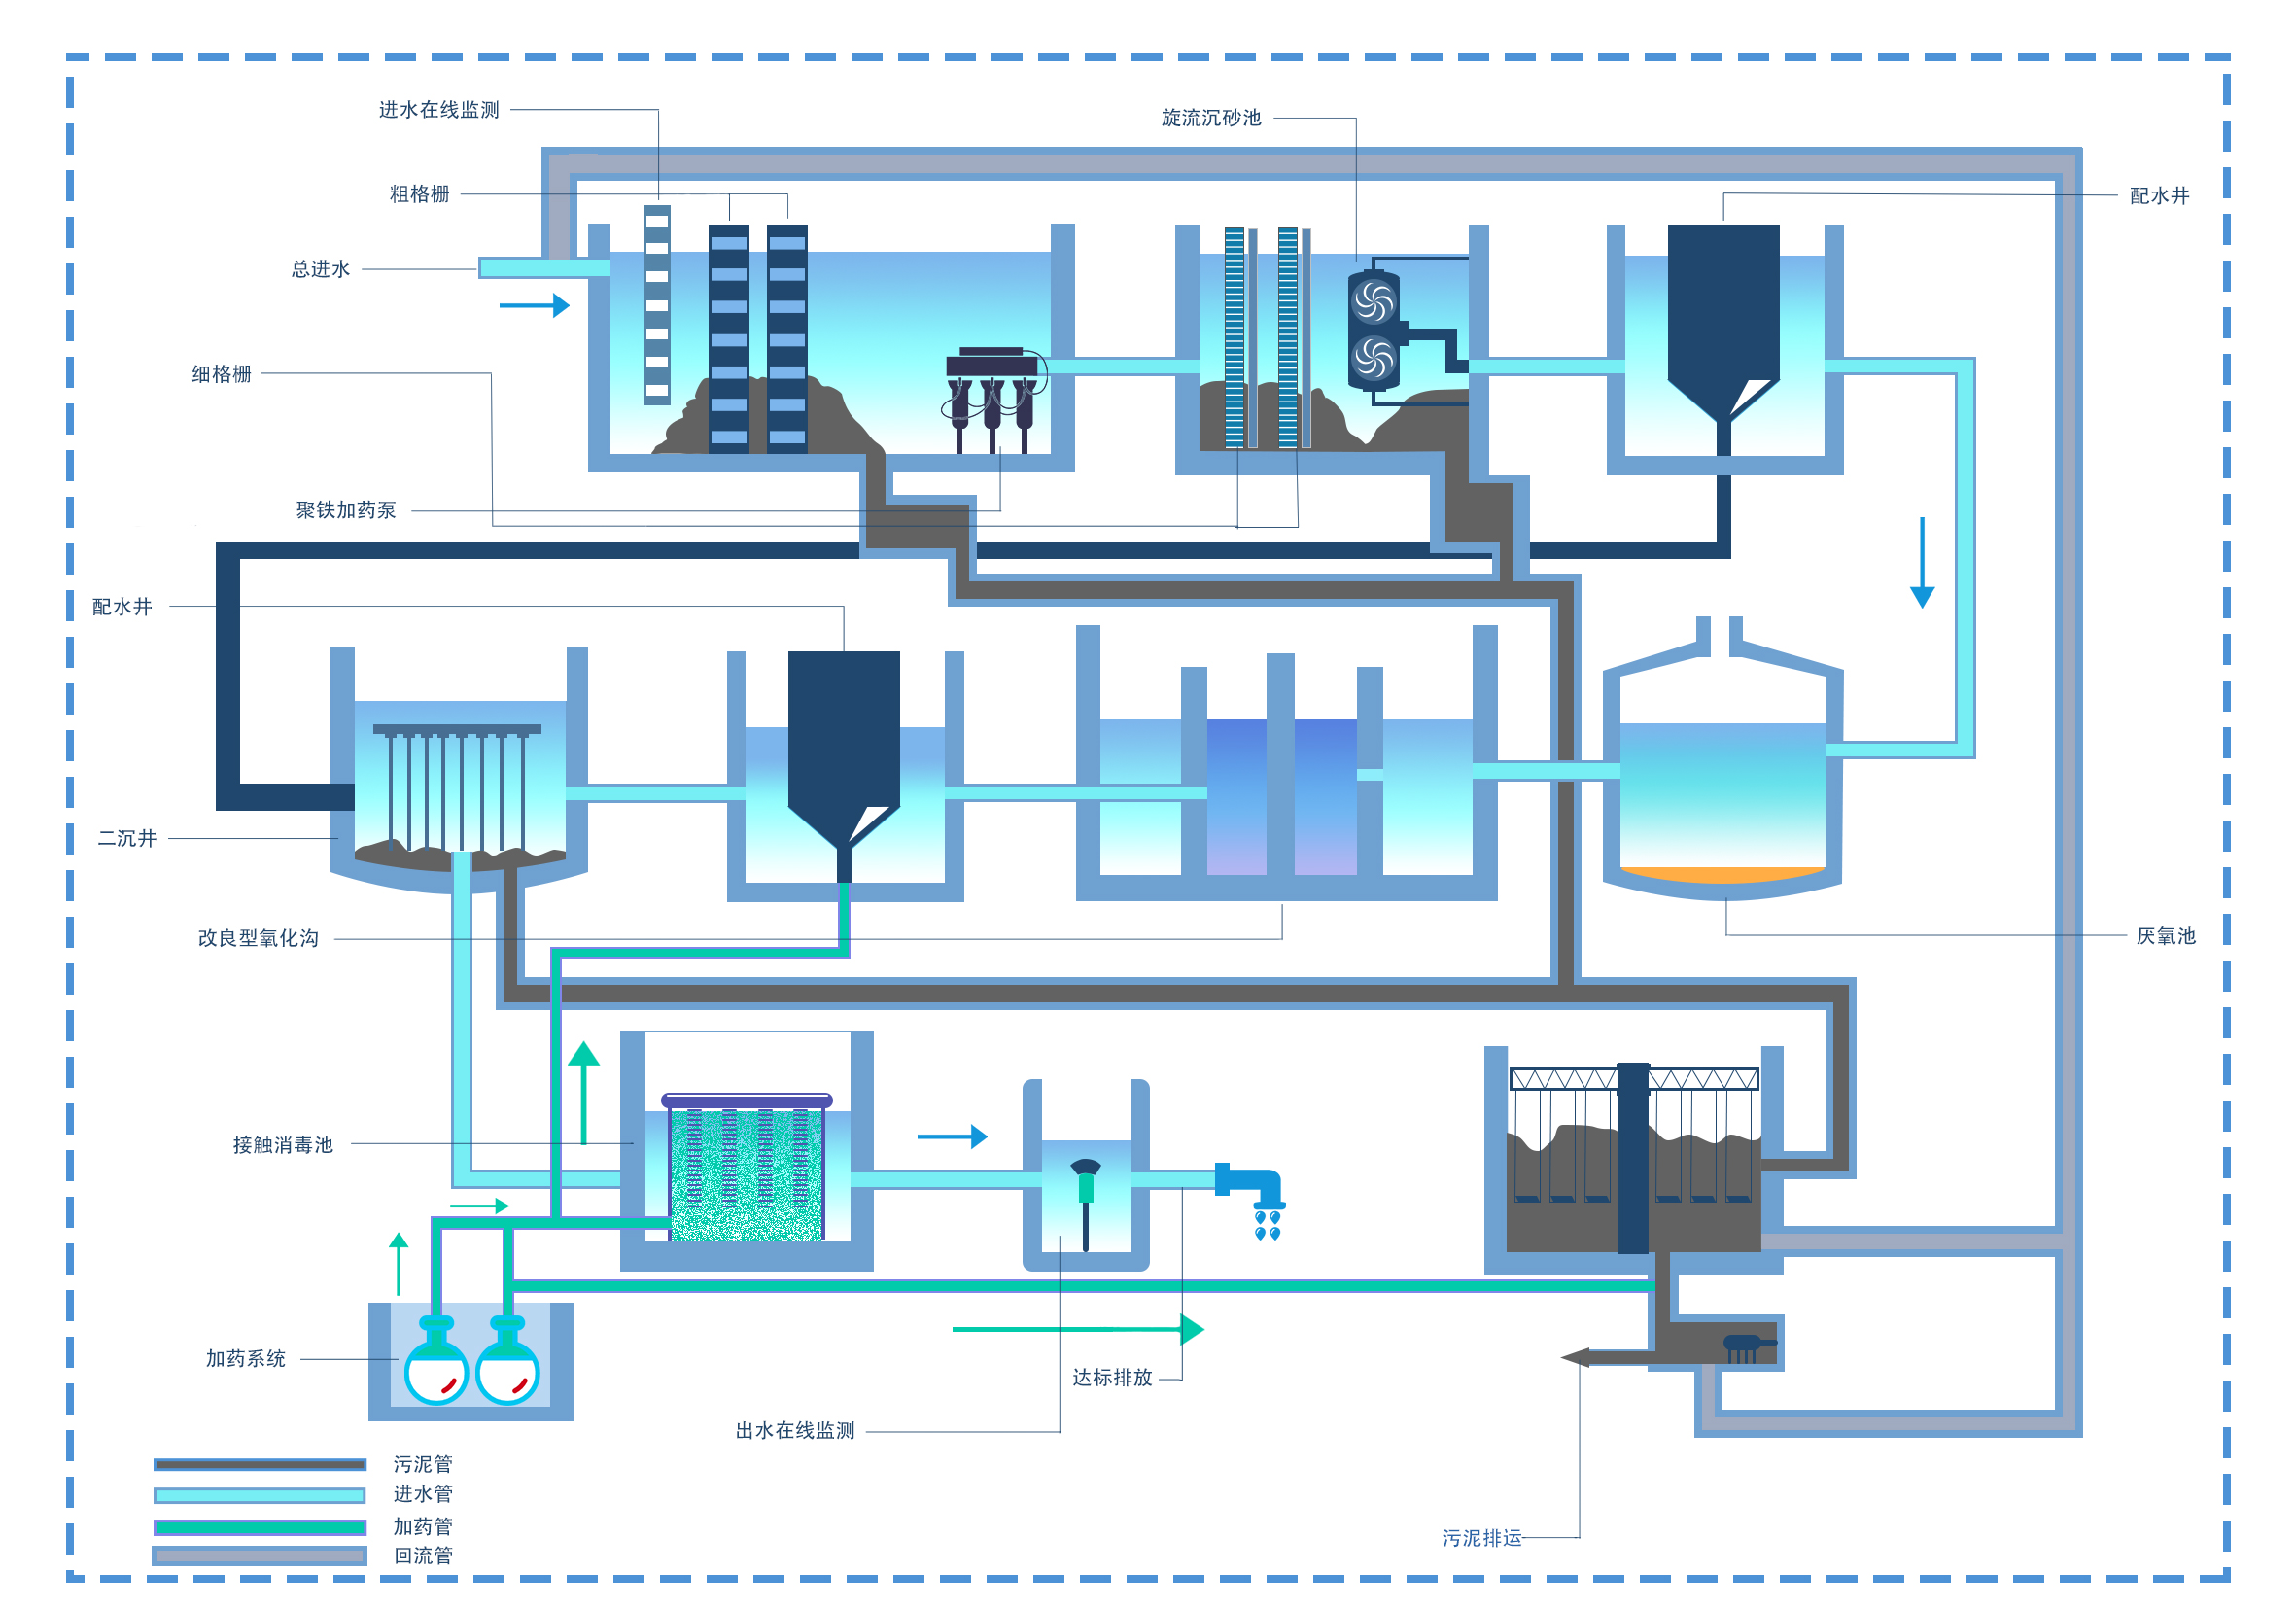 进水在线监测
旋流沉砂池
粗格栅
配水井
总进水
细格栅
聚铁加药泵
配水井
二沉井
改良型氧化沟
厌氧池
接触消毒池
加药系统
达标排放
出水在线监测
污泥管
进水管
加药管
回流管
污泥排运